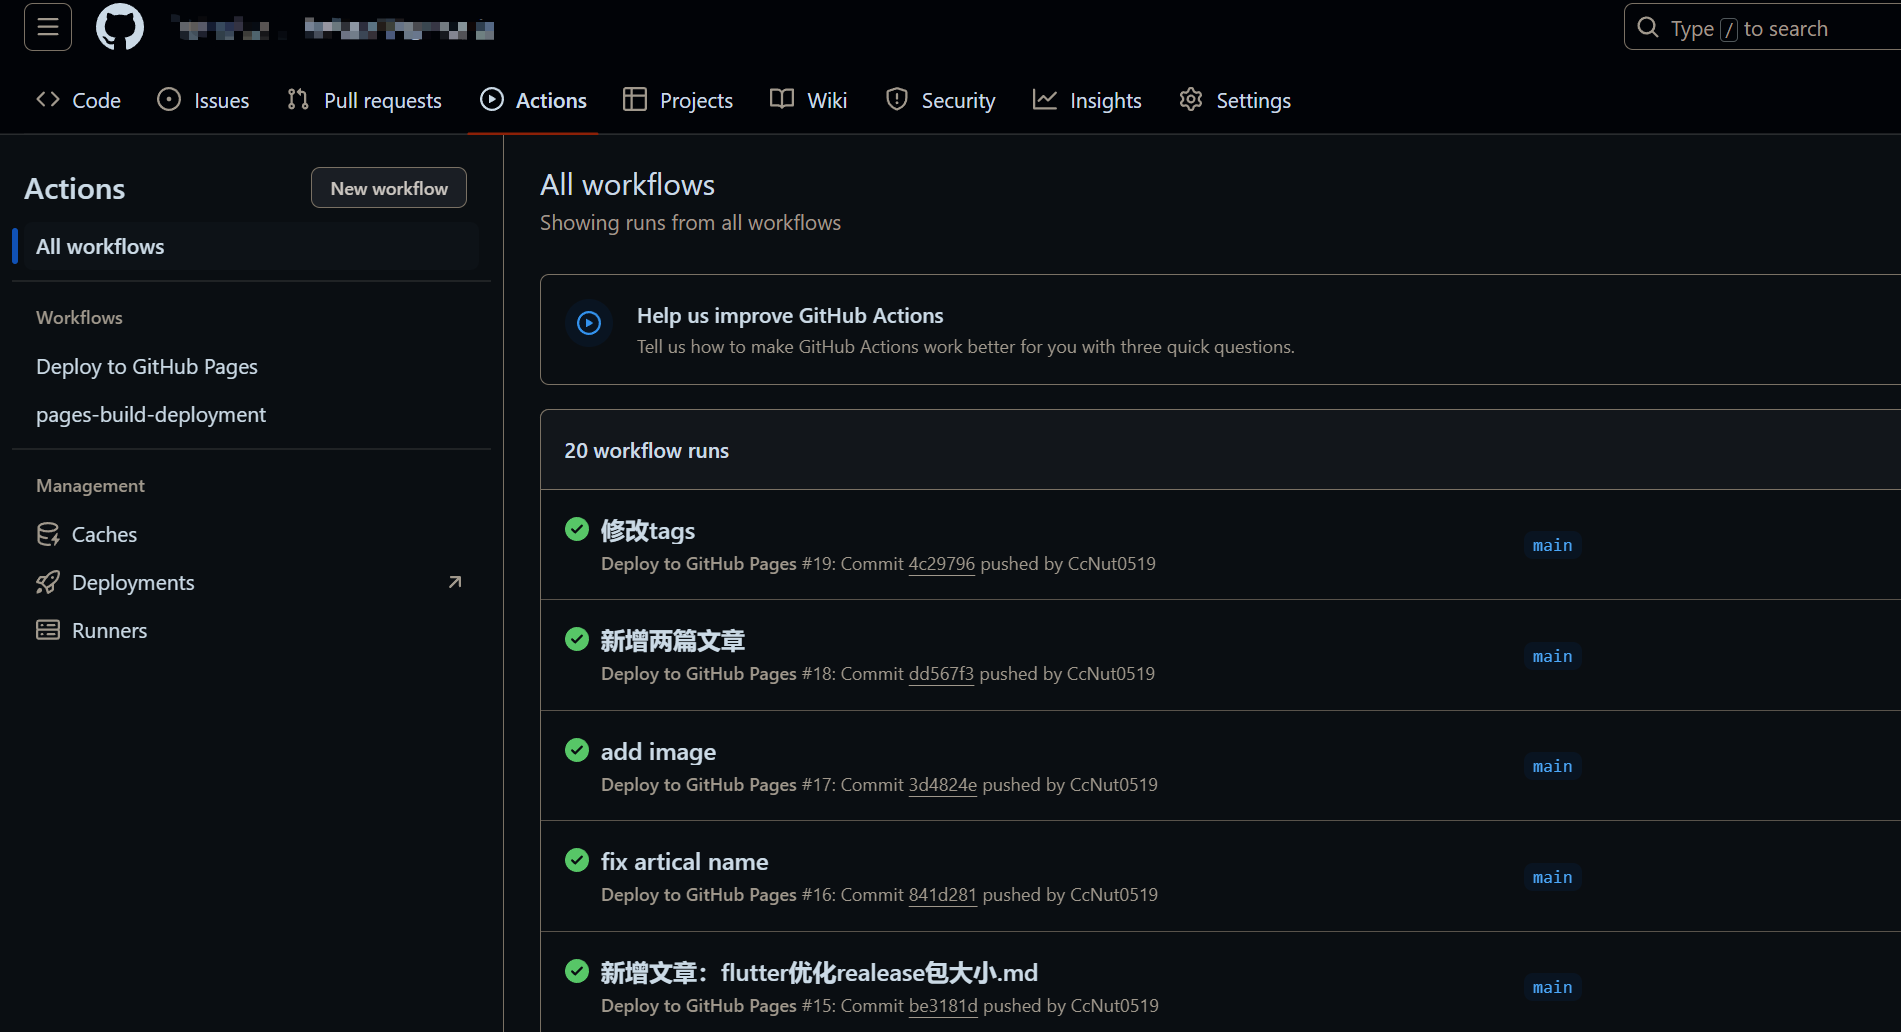 Type / to search
Code Issues Pull requests Actions Projects Wiki Security Insights Settings
Actions
New workflow
All workflows
Workflows
Deploy to GitHub Pages
pages-build-deployment
Management
Caches
Deployments
Runners
All workflows
Showing runs from all workflows
Help us improve GitHub Actions
Tell us how to make GitHub Actions work better for you with three quick questions.
20 workflow runs
修改tags
Deploy to GitHub Pages #19: Commit 4c29796 pushed by CcNut0519
main
新增两篇文章
Deploy to GitHub Pages #18: Commit dd567f3 pushed by CcNut0519
main
add image
Deploy to GitHub Pages #17: Commit 3d4824e pushed by CcNut0519
main
fix artical name
Deploy to GitHub Pages #16: Commit 841d281 pushed by CcNut0519
main
新增文章：flutter优化realease包大小.md
Deploy to GitHub Pages #15: Commit be3181d pushed by CcNut0519
main